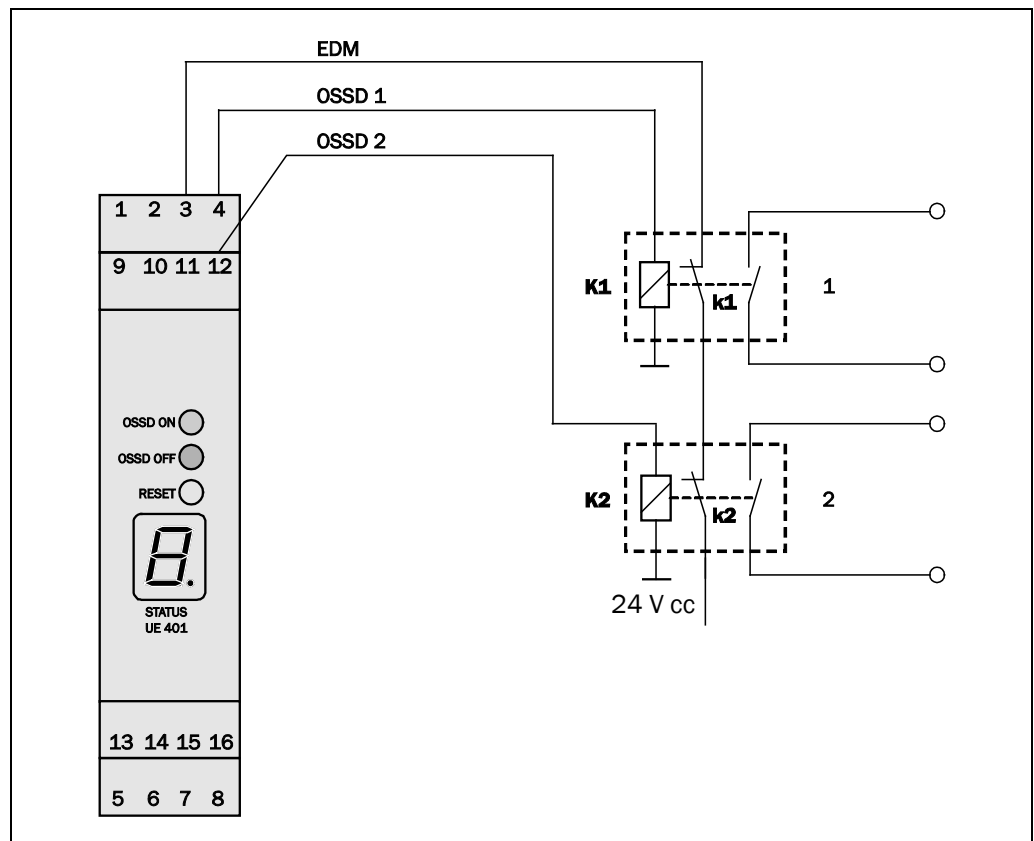 EDM
OSSD 1
OSSD 2
1 2 3 4
9 10 11 12
K1
k1
1
OSSD ON
OSSD OFF
RESET
K2
k2
2
8.
STATUS
UE 401
24 V cc
13 14 15 16
5 6 7 8